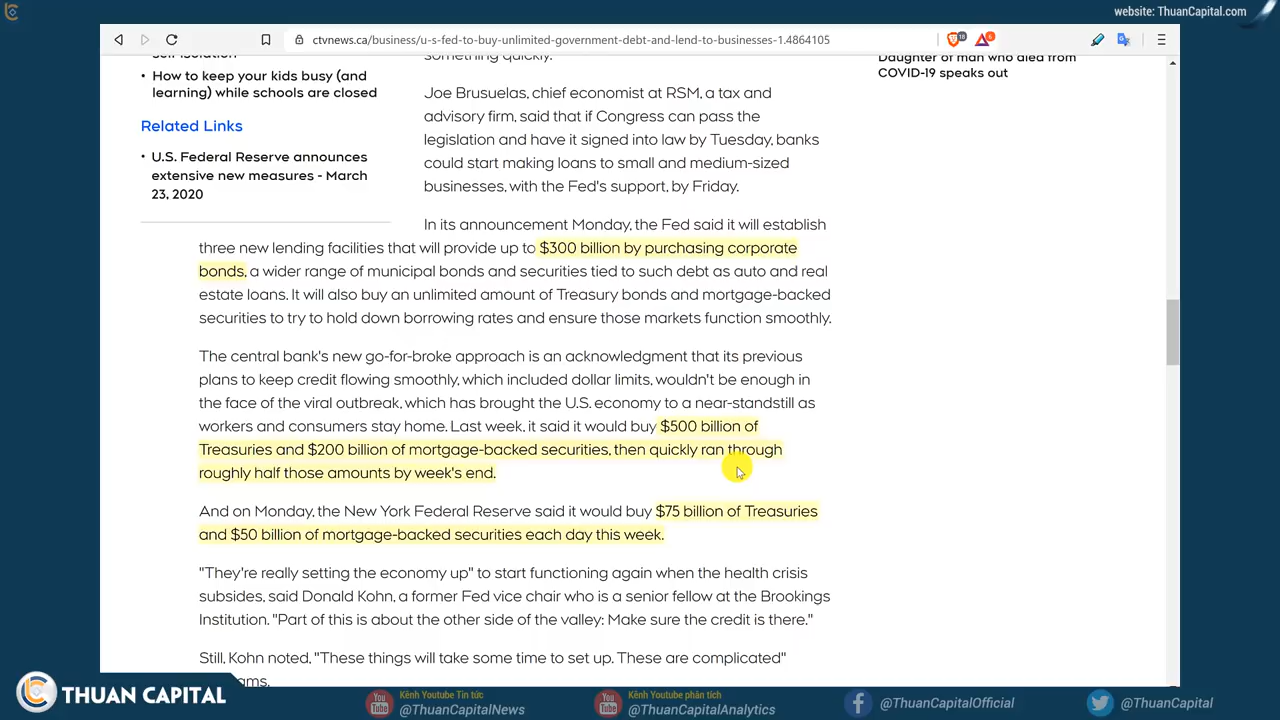 website: ThuanCapital.com
ctvnews.ca/business/u-s-fed-to-buy-unlimited-government-debt-and-lend-to-businesses-1.4864105
18
6
self-isolation
How to keep your kids busy (and
learning) while schools are closed
Related Links
U.S. Federal Reserve announces
extensive new measures - March
23, 2020
something quickly.
Joe Brusuelas, chief economist at RSM, a tax and
advisory firm, said that if Congress can pass the
legislation and have it signed into law by Tuesday, banks
could start making loans to small and medium-sized
businesses, with the Fed's support, by Friday.
In its announcement Monday, the Fed said it will establish
three new lending facilities that will provide up to $300 billion by purchasing corporate
bonds, a wider range of municipal bonds and securities tied to such debt as auto and real
estate loans. It will also buy an unlimited amount of Treasury bonds and mortgage-backed
securities to try to hold down borrowing rates and ensure those markets function smoothly.
The central bank's new go-for-broke approach is an acknowledgment that its previous
plans to keep credit flowing smoothly, which included dollar limits, wouldn't be enough in
the face of the viral outbreak, which has brought the U.S. economy to a near-standstill as
workers and consumers stay home. Last week, it said it would buy $500 billion of
Treasuries and $200 billion of mortgage-backed securities, then quickly ran through
roughly half those amounts by week's end.
And on Monday, the New York Federal Reserve said it would buy $75 billion of Treasuries
and $50 billion of mortgage-backed securities each day this week.
"They're really setting the economy up" to start functioning again when the health crisis
subsides, said Donald Kohn, a former Fed vice chair who is a senior fellow at the Brookings
Institution. "Part of this is about the other side of the valley: Make sure the credit is there."
Still, Kohn noted, "These things will take some time to set up. These are complicated"
Daughter of man who died from
COVID-19 speaks out
THUAN CAPITAL
You Tube
Kênh Youtube Tin tức
@ThuanCapitalNews
You Tube
Kênh Youtube phân tích
@ThuanCapitalAnalytics
@ThuanCapitalOfficial
@ThuanCapital